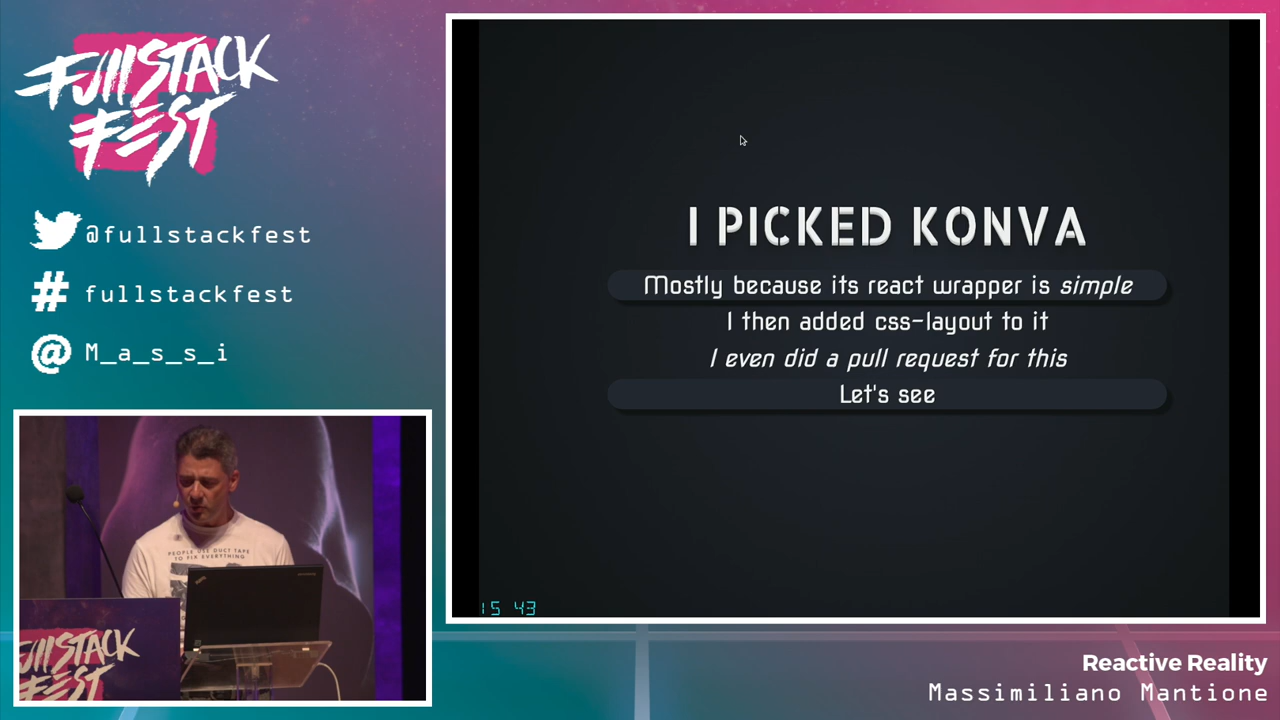 FullSTACK
FEST
@fullstackfest
# fullstackfest
@ M_a_s_s_i
I PICKED KONVA
Mostly because its react wrapper is simple
I then added css-layout to it
I even did a pull request for this
Let's see
15 43
PEOPLE USE DUCT TAPE
TO FIX EVERYTHING
FullSTACK
FEST
Reactive Reality
Massimiliano Mantione